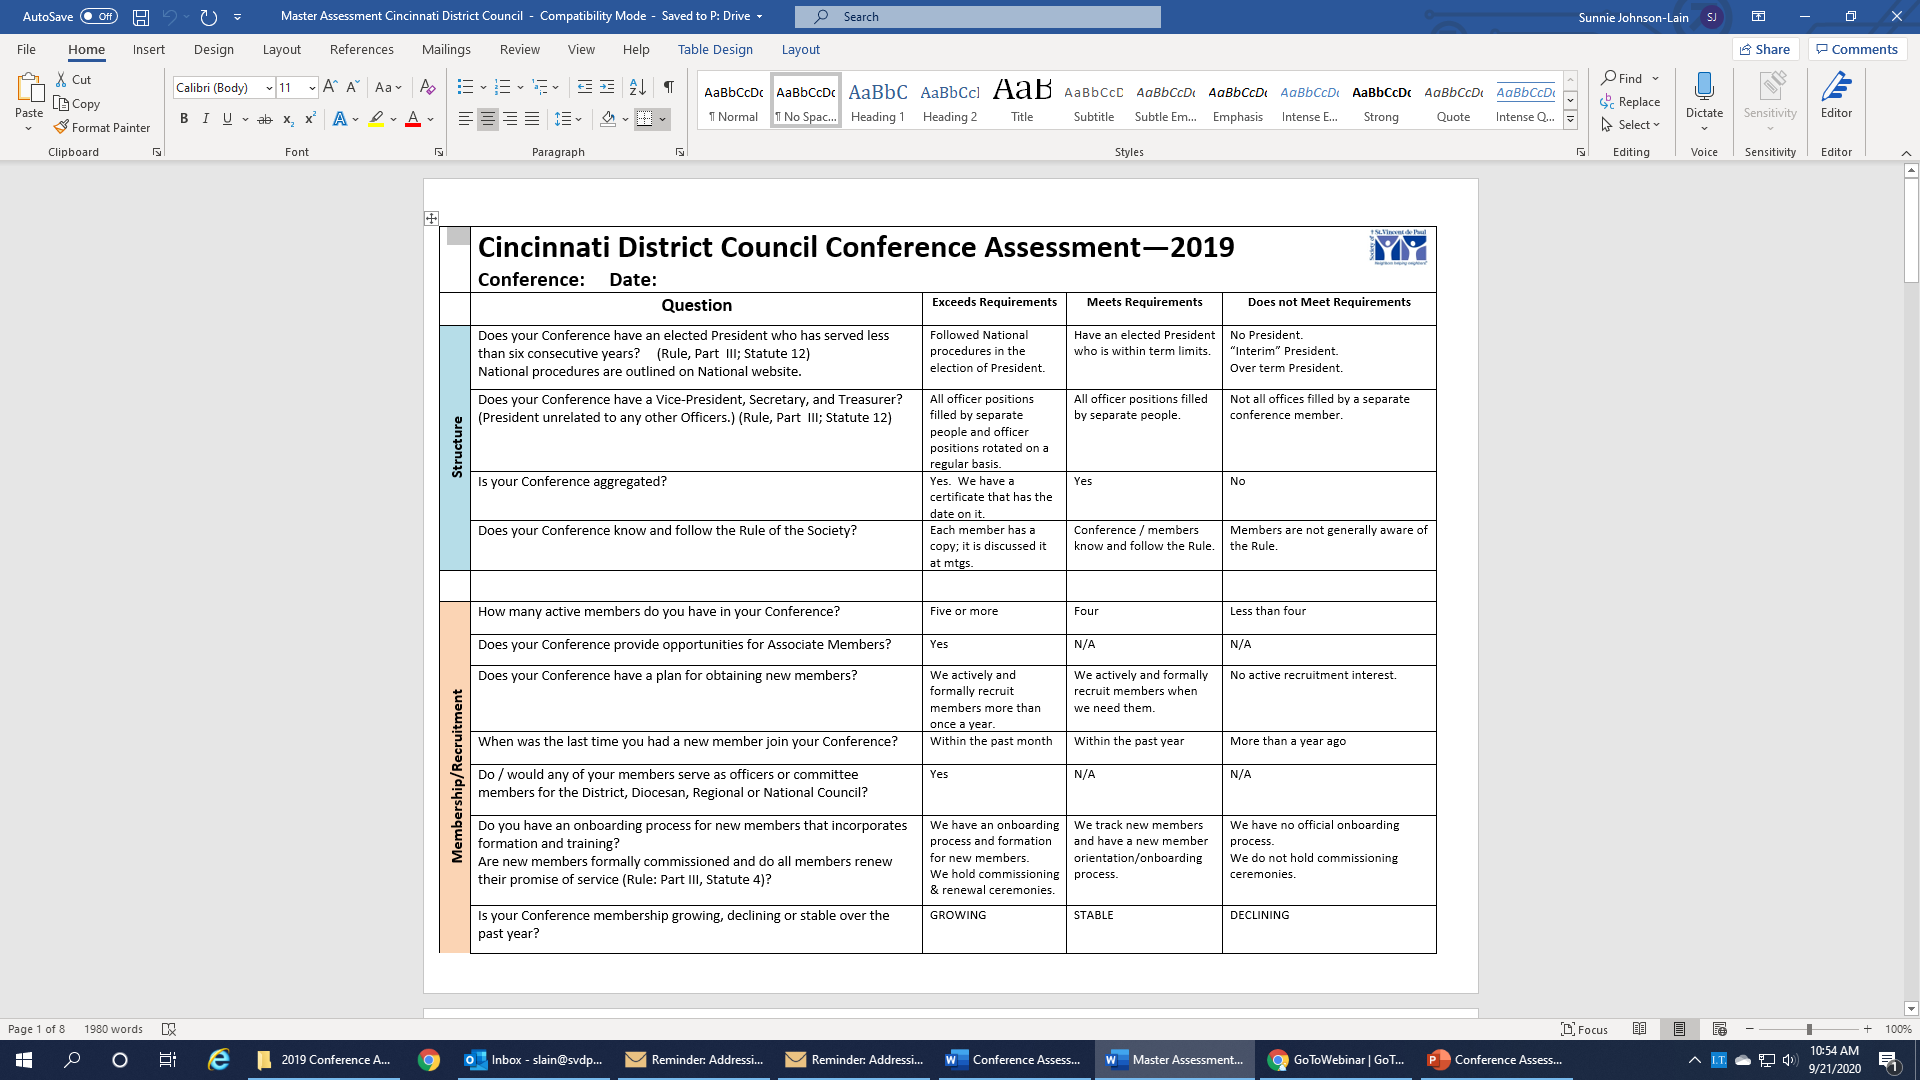 AutoSave Off Master Assessment Cincinnati District Council - Compatibility Mode - Saved to P: Drive Search Sunnie Johnson-Lain SJ
File Home Insert Design Layout References Mailings Review View Help Table Design Layout Share Comments
Paste Cut Copy Format Painter
Calibri (Body) 11
AaBbCcDc AaBbCcDc AaBbC AaBbCcI AaB AaBbCcD AaBbCcDc AaBbCcDc AaBbCcDc AaBbCcDc AaBbCcDc AaBbCcDc
¶ Normal ¶ No Spac... Heading 1 Heading 2 Title Subtitle Subtle Em... Emphasis Intense E... Strong Quote Intense Q...
Find Replace Select Dictate Sensitivity Editor
Clipboard Font Paragraph Styles Editing Voice Sensitivity Editor
Cincinnati District Council Conference Assessment—2019
Society of St. Vincent de Paul
Conference: Date:
Question Exceeds Requirements Meets Requirements Does not Meet Requirements
Structure
Does your Conference have an elected President who has served less
than six consecutive years? (Rule, Part III; Statute 12)
National procedures are outlined on National website.
Followed National
procedures in the
election of President.
Have an elected President
who is within term limits.
No President.
“Interim” President.
Over term President.
Does your Conference have a Vice-President, Secretary, and Treasurer?
(President unrelated to any other Officers.) (Rule, Part III; Statute 12)
All officer positions
filled by separate
people and officer
positions rotated on a
regular basis.
All officer positions filled
by separate people.
Not all offices filled by a separate
conference member.
Is your Conference aggregated?
Yes. We have a
certificate that has the
date on it.
Yes
No
Does your Conference know and follow the Rule of the Society?
Each member has a
copy; it is discussed it
at mtgs.
Conference / members
know and follow the Rule.
Members are not generally aware of
the Rule.
Membership/Recruitment
How many active members do you have in your Conference?
Five or more
Four
Less than four
Does your Conference provide opportunities for Associate Members?
Yes
N/A
N/A
Does your Conference have a plan for obtaining new members?
We actively and
formally recruit
members more than
once a year.
We actively and formally
recruit members when
we need them.
No active recruitment interest.
When was the last time you had a new member join your Conference?
Within the past month
Within the past year
More than a year ago
Do / would any of your members serve as officers or committee
members for the District, Diocesan, Regional or National Council?
Yes
N/A
N/A
Do you have an onboarding process for new members that incorporates
formation and training?
Are new members formally commissioned and do all members renew
their promise of service (Rule: Part III, Statute 4)?
We have an onboarding
process and formation
for new members.
We hold commissioning
& renewal ceremonies.
We track new members
and have a new member
orientation/onboarding
process.
We have no official onboarding
process.
We do not hold commissioning
ceremonies.
Is your Conference membership growing, declining or stable over the
past year?
GROWING
STABLE
DECLINING
Page 1 of 8 1980 words Focus 100%
2019 Conference A... Inbox - slain@svdp... Reminder: Addressi... Reminder: Addressi... Conference Assess... Master Assessment... GoToWebinar | GoT... Conference Assess... I.T. 10:54 AM
9/21/2020 1